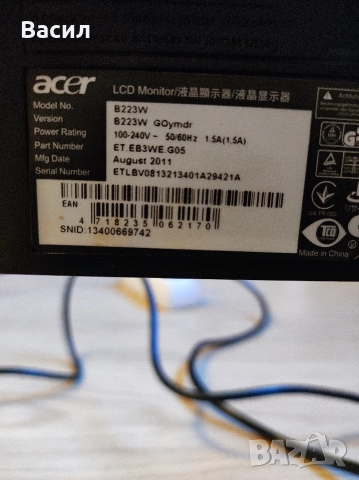 Васил
acer
LCD Monitor/液晶顯示器/液晶显示器
Model No. B223W
Version B223W GOymdr
Power Rating 100-240V~ 50/60Hz 1.5A(1.5A)
Part Number ET.EB3WE.G05
Mfg Date August 2011
Serial Number ETLBV0813213401A29421A
EAN
4 718235 062170
SNID:13400669742
TCO
Made in China
BAZAR